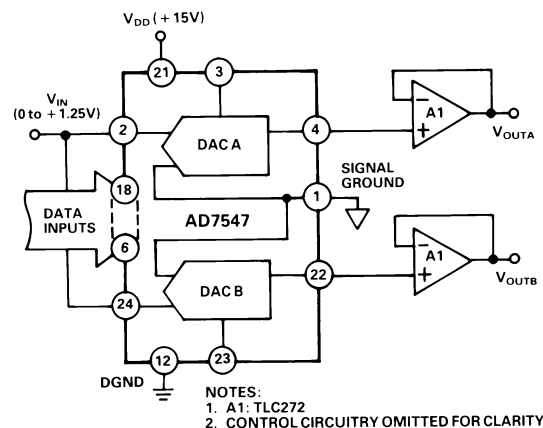 V_DD (+ 15V)
21
3
V_IN
(0 to + 1.25V)
2
DAC A
4
−
+
A1
V_OUTA
SIGNAL
GROUND
18
1
DATA
INPUTS
AD7547
6
22
−
+
A1
V_OUTB
24
DAC B
DGND
12
23
NOTES:
1. A1: TLC272
2. CONTROL CIRCUITRY OMITTED FOR CLARITY